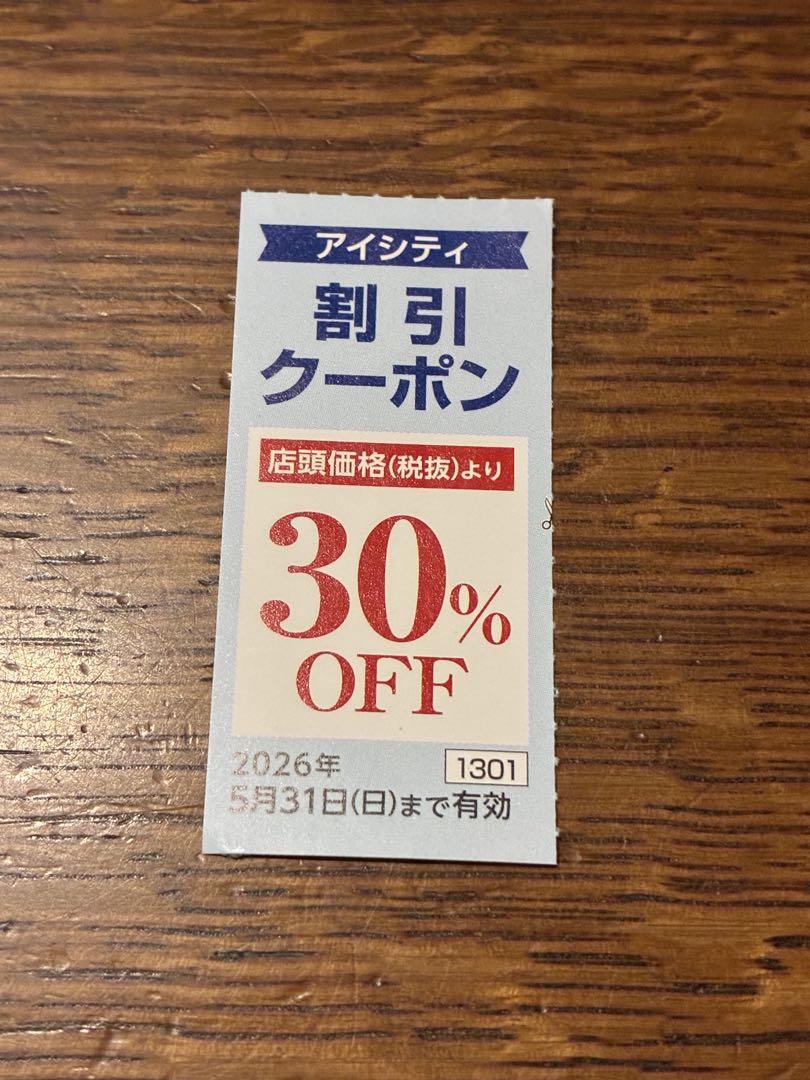 アイシティ
割引
クーポン
店頭価格(税抜)より
30%
OFF
2026年
1301
5月31日(日)まで有効